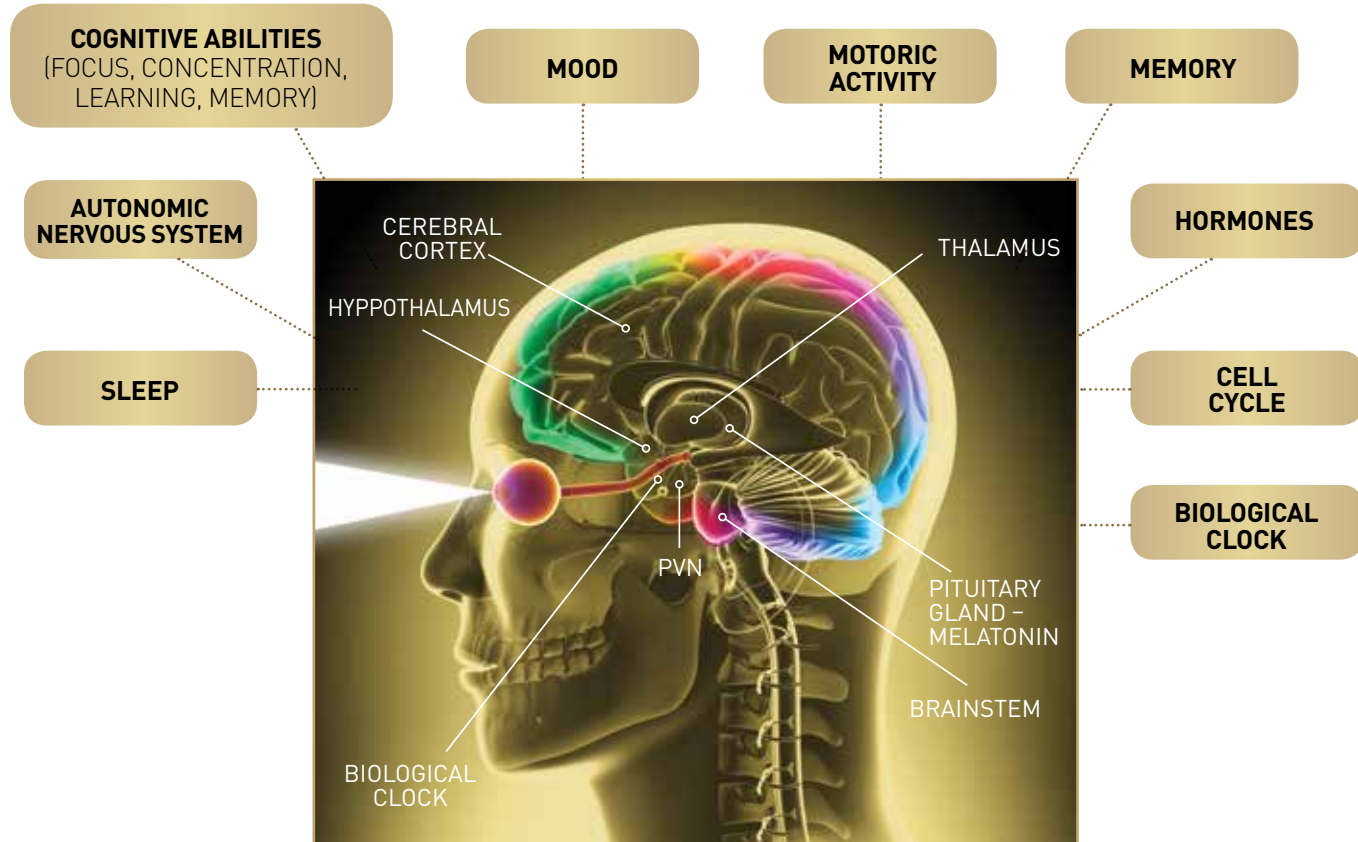 COGNITIVE ABILITIES
(FOCUS, CONCENTRATION,
LEARNING, MEMORY)
MOOD
MOTORIC
ACTIVITY
MEMORY
AUTONOMIC
NERVOUS SYSTEM
HORMONES
SLEEP
CELL
CYCLE
BIOLOGICAL
CLOCK
CEREBRAL
CORTEX
THALAMUS
HYPPOTHALAMUS
PVN
PITUITARY
GLAND –
MELATONIN
BRAINSTEM
BIOLOGICAL
CLOCK